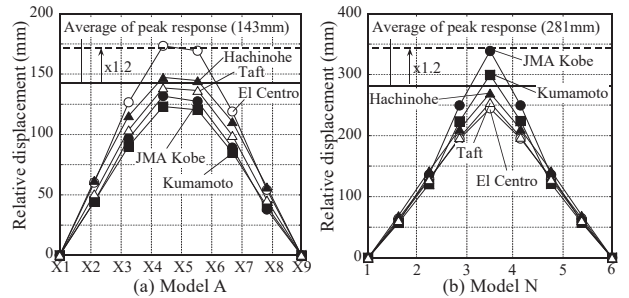 Relative displacement (mm)
200
150
100
50
0
Average of peak response (143mm)
x1.2
Hachinohe
Taft
El Centro
JMA Kobe
Kumamoto
X1 X2 X3 X4 X5 X6 X7 X8 X9
(a) Model A
Relative displacement (mm)
400
300
200
100
0
Average of peak response (281mm)
x1.2
JMA Kobe
Kumamoto
Hachinohe
Taft
El Centro
1 2 3 4 5 6
(b) Model N